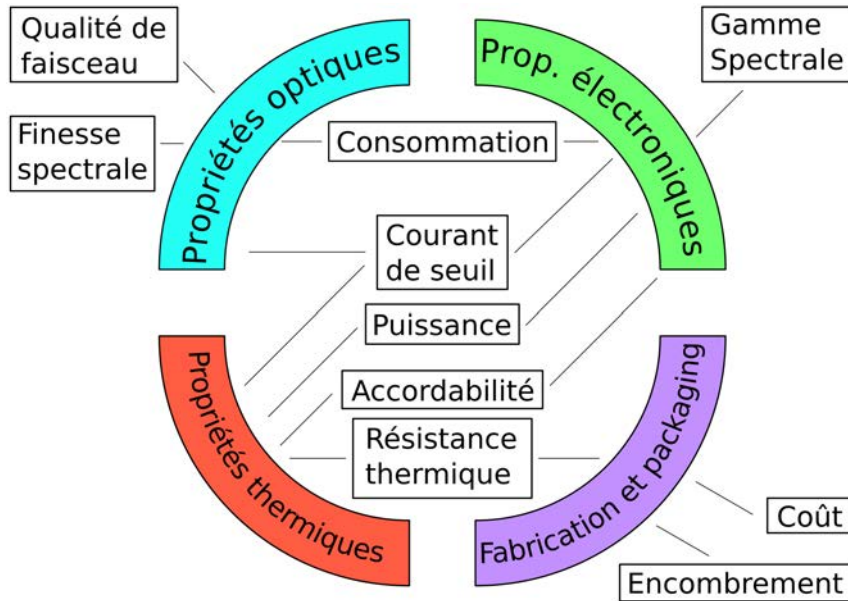 Qualité de
faisceau
Propriétés optiques
Prop. électroniques
Gamme
Spectrale
Finesse
spectrale
Consommation
Courant
de seuil
Puissance
Accordabilité
Résistance
thermique
Propriétés thermiques
Fabrication et packaging
Coût
Encombrement